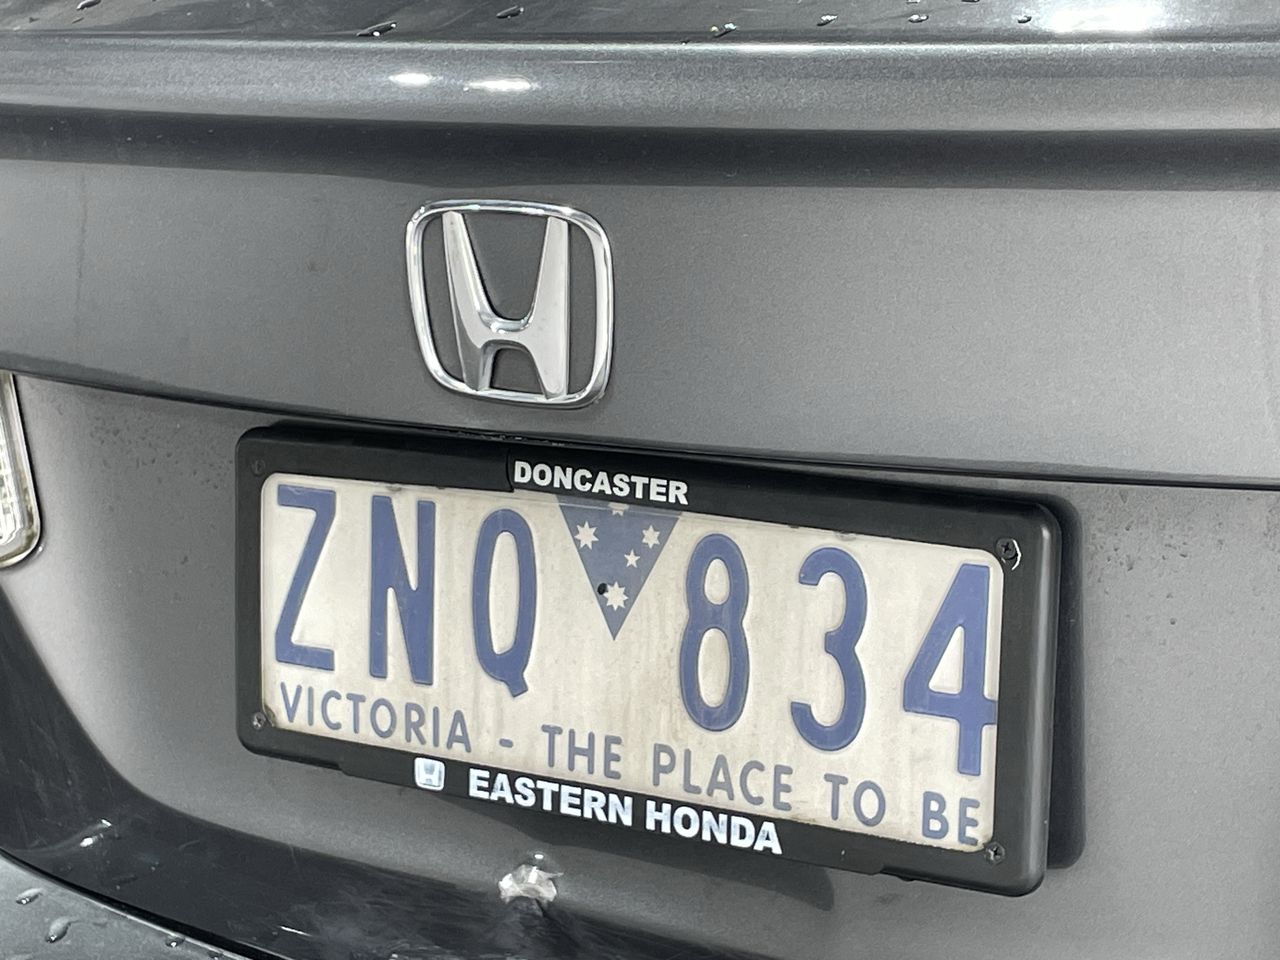 DONCASTER
ZNQ 834
VICTORIA - THE PLACE TO BE
EASTERN HONDA